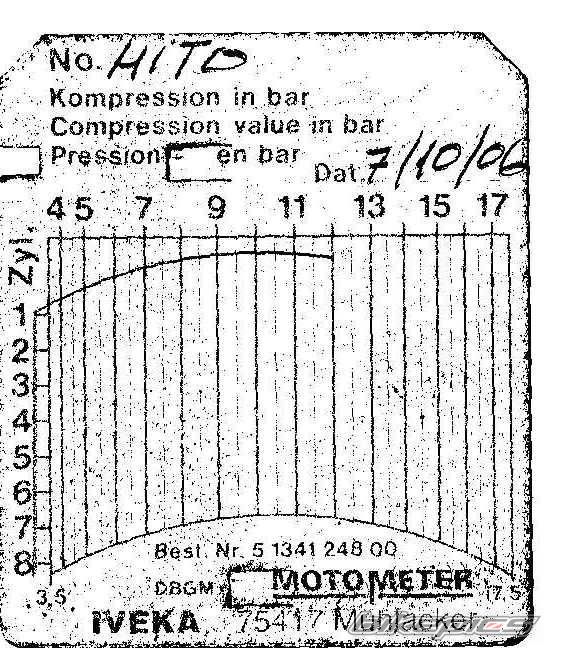 No. HITO
Kompression in bar
Compression value in bar
Pression en bar
Dat. 7/10/06
4 5 7 9 11 13 15 17
Zyl.
1
2
3
4
5
6
7
8
Best. Nr. 5 1341 248 00
DBGM MOTOMETER
3,5 17,5
IVEKA 75417 Mühlacker